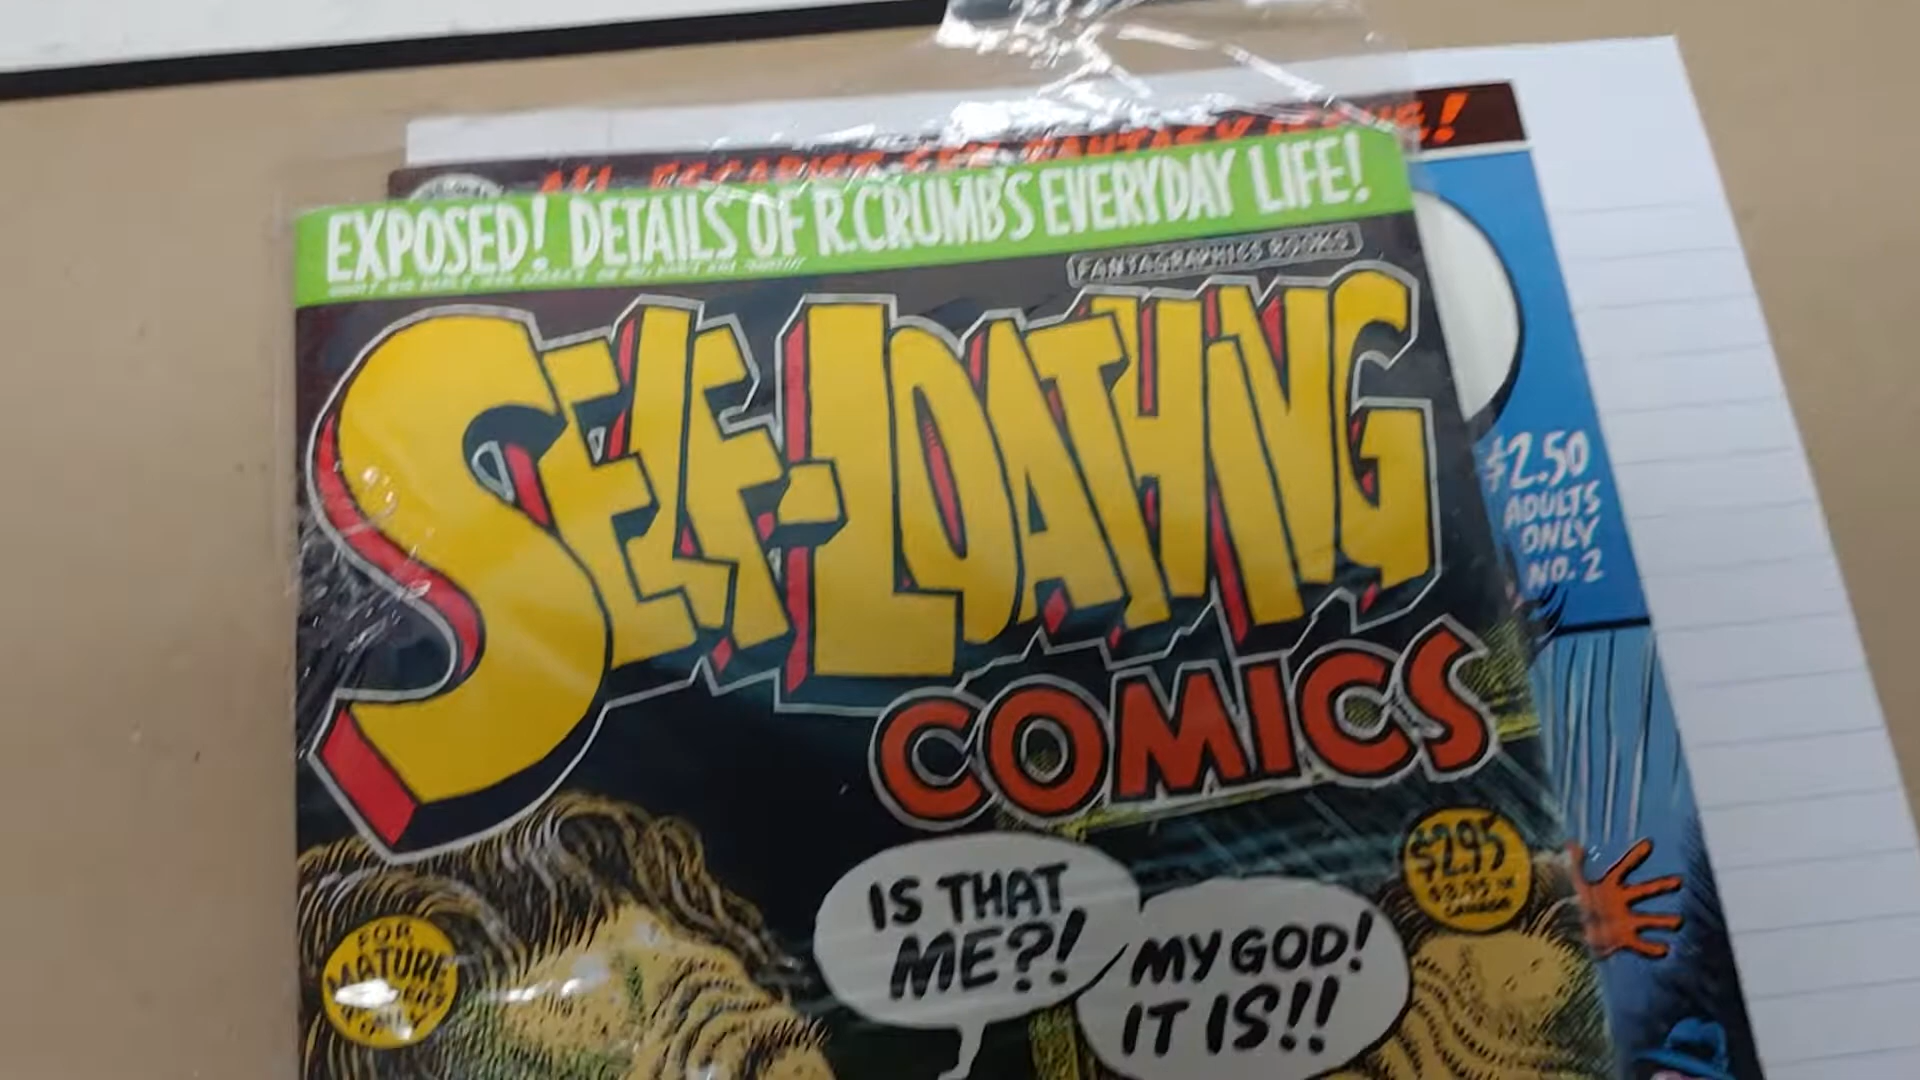 EXPOSED! DETAILS OF R.CRUMB'S EVERYDAY LIFE!
FANTAGRAPHICS BOOKS
SELF-LOATHING
COMICS
$2.50
ADULTS
ONLY
NO. 2
$2.95
IS THAT
ME?!
MY GOD!
IT IS!!
FOR
MATURE